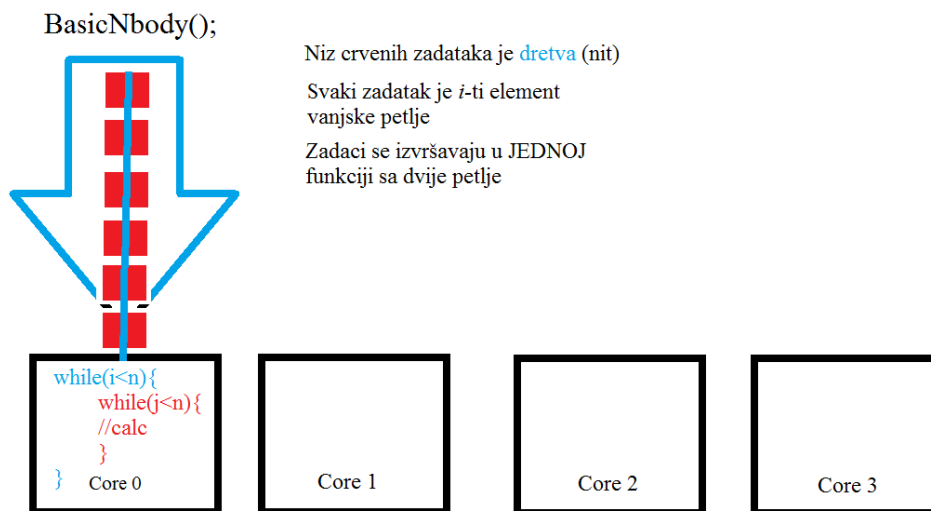 BasicNbody();
Niz crvenih zadataka je dretva (nit)
Svaki zadatak je i-ti element
vanjske petlje
Zadaci se izvršavaju u JEDNOJ
funkciji sa dvije petlje
while(i<n){
while(j<n){
//calc
}
}
Core 0
Core 1
Core 2
Core 3